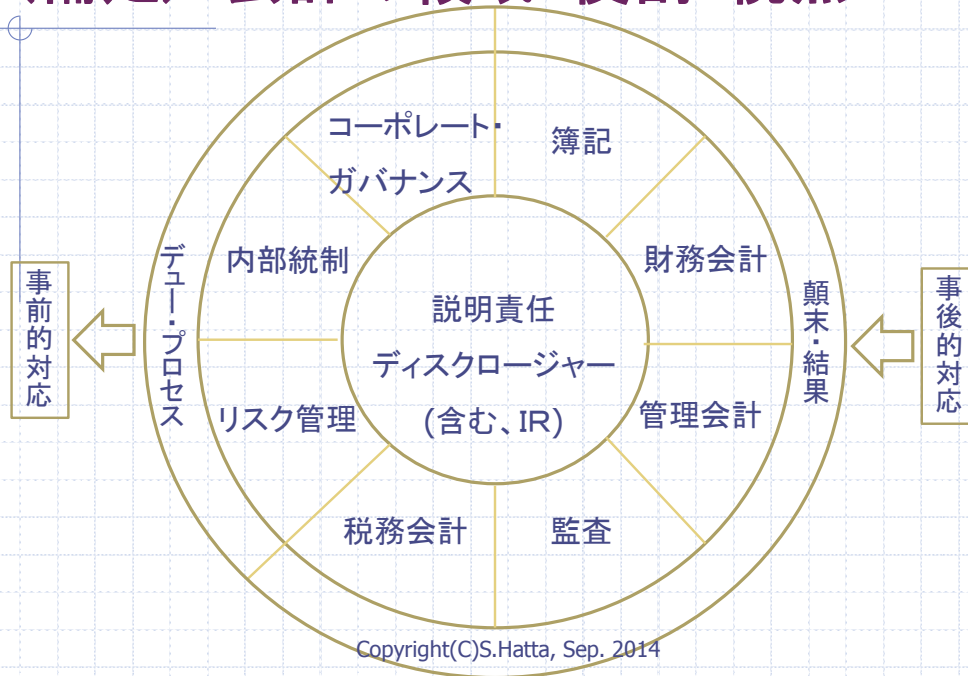 コーポレート・
ガバナンス
簿記
内部統制
財務会計
デュー・プロセス
顛末・結果
事前的対応
事後的対応
説明責任
ディスクロージャー
(含む、IR)
リスク管理
管理会計
税務会計
監査
Copyright(C)S.Hatta, Sep. 2014